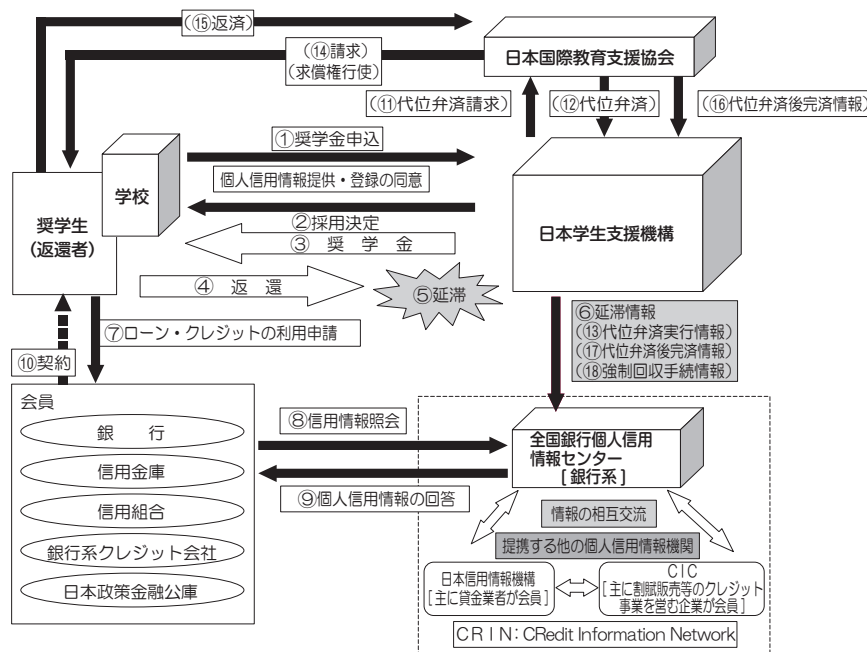 (⑮返済)
(⑭請求)
(求償権行使)
日本国際教育支援協会
(⑪代位弁済請求)
(⑫代位弁済)
(⑯代位弁済後完済情報)
①奨学金申込
個人信用情報提供・登録の同意
学校
奨学生
(返還者)
②採用決定
③ 奨 学 金
日本学生支援機構
④ 返 還
⑤延滞
⑥延滞情報
(⑬代位弁済実行情報)
(⑰代位弁済後完済情報)
(⑱強制回収手続情報)
⑦ローン・クレジットの利用申請
⑩契約
会員
銀 行
信用金庫
信用組合
銀行系クレジット会社
日本政策金融公庫
⑧信用情報照会
⑨個人信用情報の回答
全国銀行個人信用
情報センター
[銀行系]
情報の相互交流
提携する他の個人信用情報機関
日本信用情報機構
[主に貸金業者が会員]
CIC
[主に割賦販売等のクレジット
事業を営む企業が会員]
CRIN:CRedit Information Network